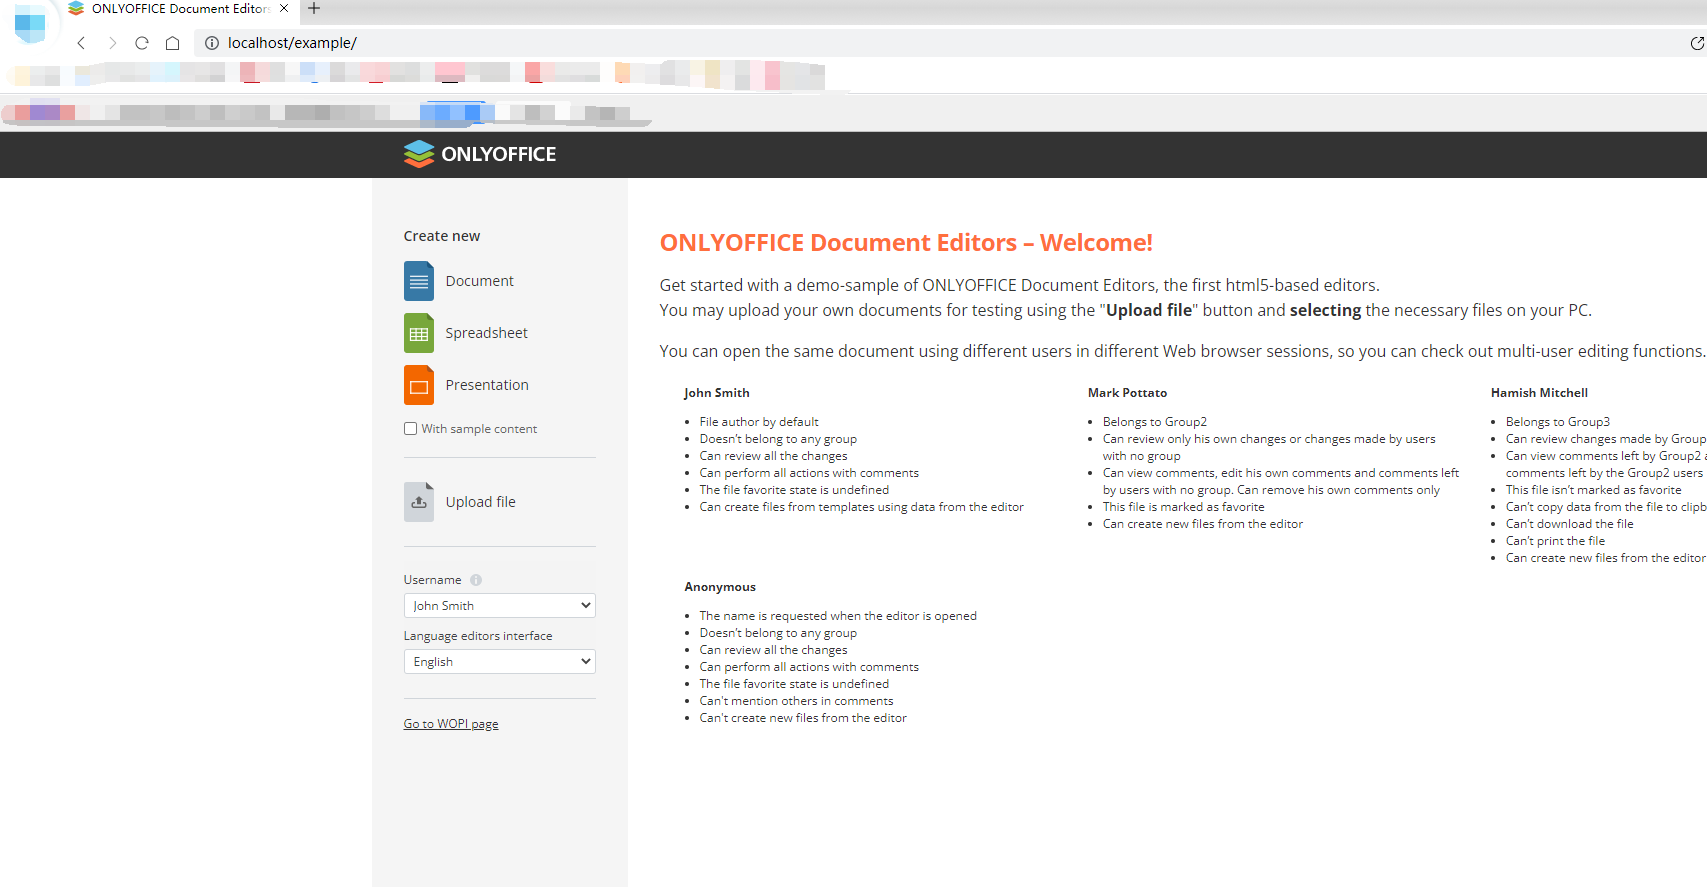 ONLYOFFICE Document Editors
localhost/example/
ONLYOFFICE
Create new
Document
Spreadsheet
Presentation
With sample content
Upload file
Username
John Smith
Language editors interface
English
Go to WOPI page
ONLYOFFICE Document Editors – Welcome!
Get started with a demo-sample of ONLYOFFICE Document Editors, the first html5-based editors.
You may upload your own documents for testing using the "Upload file" button and selecting the necessary files on your PC.
You can open the same document using different users in different Web browser sessions, so you can check out multi-user editing functions.
John Smith
File author by default
Doesn't belong to any group
Can review all the changes
Can perform all actions with comments
The file favorite state is undefined
Can create files from templates using data from the editor
Mark Pottato
Belongs to Group2
Can review only his own changes or changes made by users
with no group
Can view comments, edit his own comments and comments left
by users with no group. Can remove his own comments only
This file is marked as favorite
Can create new files from the editor
Hamish Mitchell
Belongs to Group3
Can review changes made by Group
Can view comments left by Group2
comments left by the Group2 users
This file isn't marked as favorite
Can't copy data from the file to clipb
Can't download the file
Can't print the file
Can create new files from the editor
Anonymous
The name is requested when the editor is opened
Doesn't belong to any group
Can review all the changes
Can perform all actions with comments
The file favorite state is undefined
Can't mention others in comments
Can't create new files from the editor